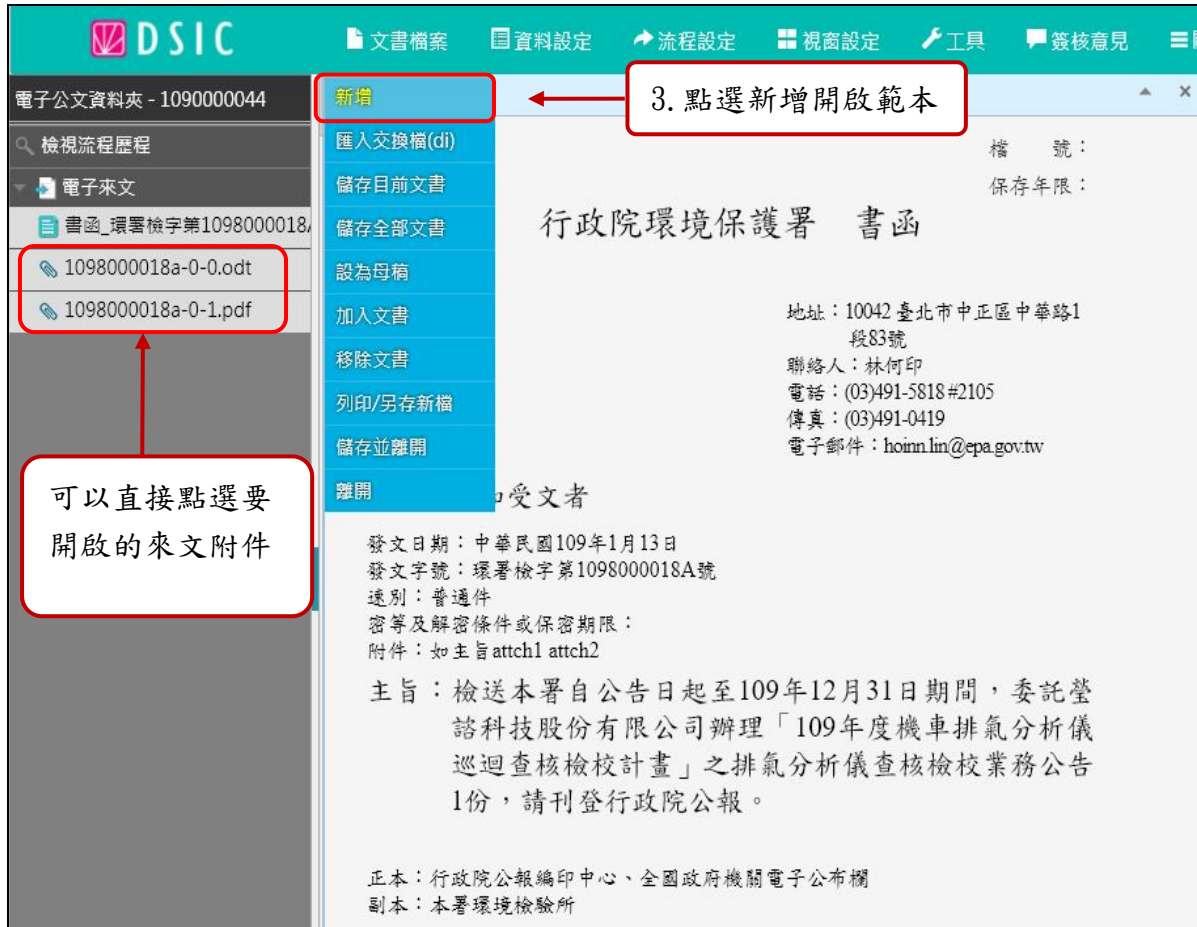 DSIC
文書檔案
資料設定
流程設定
視窗設定
工具
簽核意見
電子公文資料夾 - 1090000044
檢視流程歷程
電子來文
書函_環署檢字第1098000018
1098000018a-0-0.odt
1098000018a-0-1.pdf
可以直接點選要
開啟的來文附件
新增
匯入交換檔(di)
儲存目前文書
儲存全部文書
設為母稿
加入文書
移除文書
列印/另存新檔
儲存並離開
離開
3.點選新增開啟範本
檔 號：
保存年限：
行政院環境保護署 書函
地址：10042臺北市中正區中華路1
段83號
聯絡人：林何印
電話：(03)491-5818 #2105
傳真：(03)491-0419
電子郵件：hoinn.lin@epa.gov.tw
受文者
發文日期：中華民國109年1月13日
發文字號：環署檢字第1098000018A號
速別：普通件
密等及解密條件或保密期限：
附件：如主旨attch1 attch2
主旨：檢送本署自公告日起至109年12月31日期間，委託瑩
諮科技股份有限公司辦理「109年度機車排氣分析儀
巡迴查核檢校計畫」之排氣分析儀查核檢校業務公告
1份，請刊登行政院公報。
正本：行政院公報編印中心、全國政府機關電子公布欄
副本：本署環境檢驗所